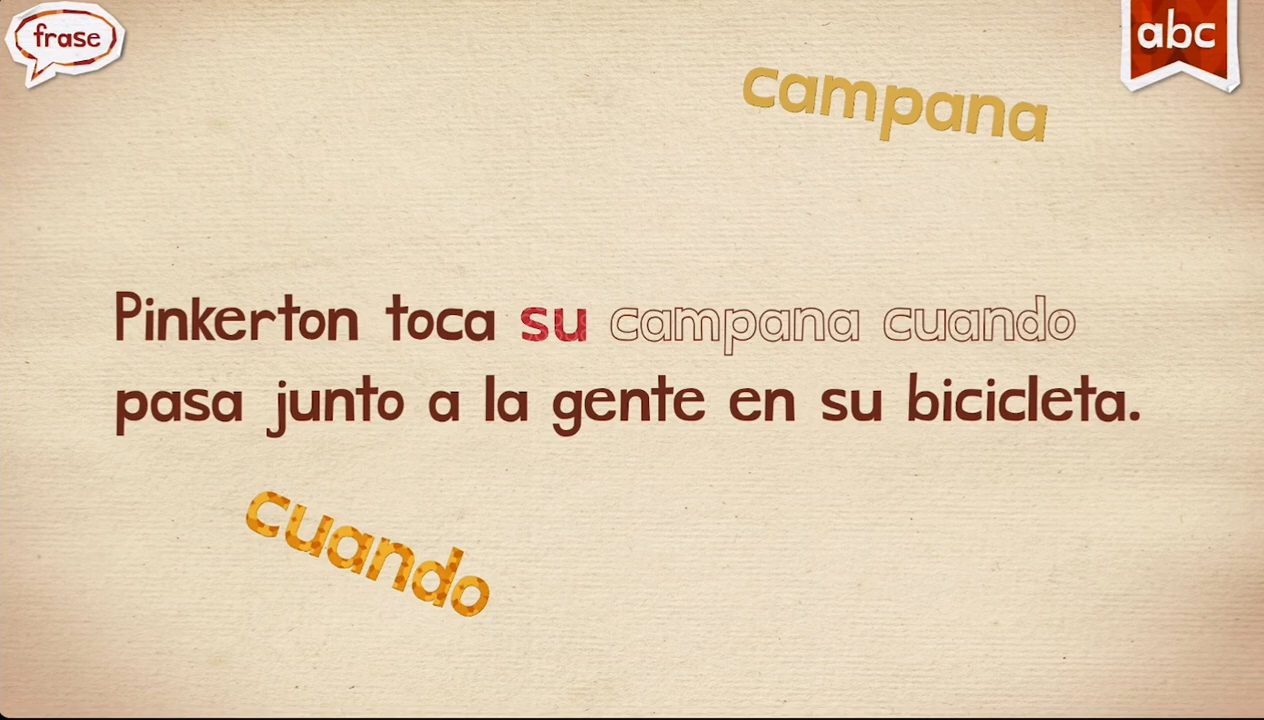 frase
abc
campana
Pinkerton toca su campana cuando
pasa junto a la gente en su bicicleta.
cuando